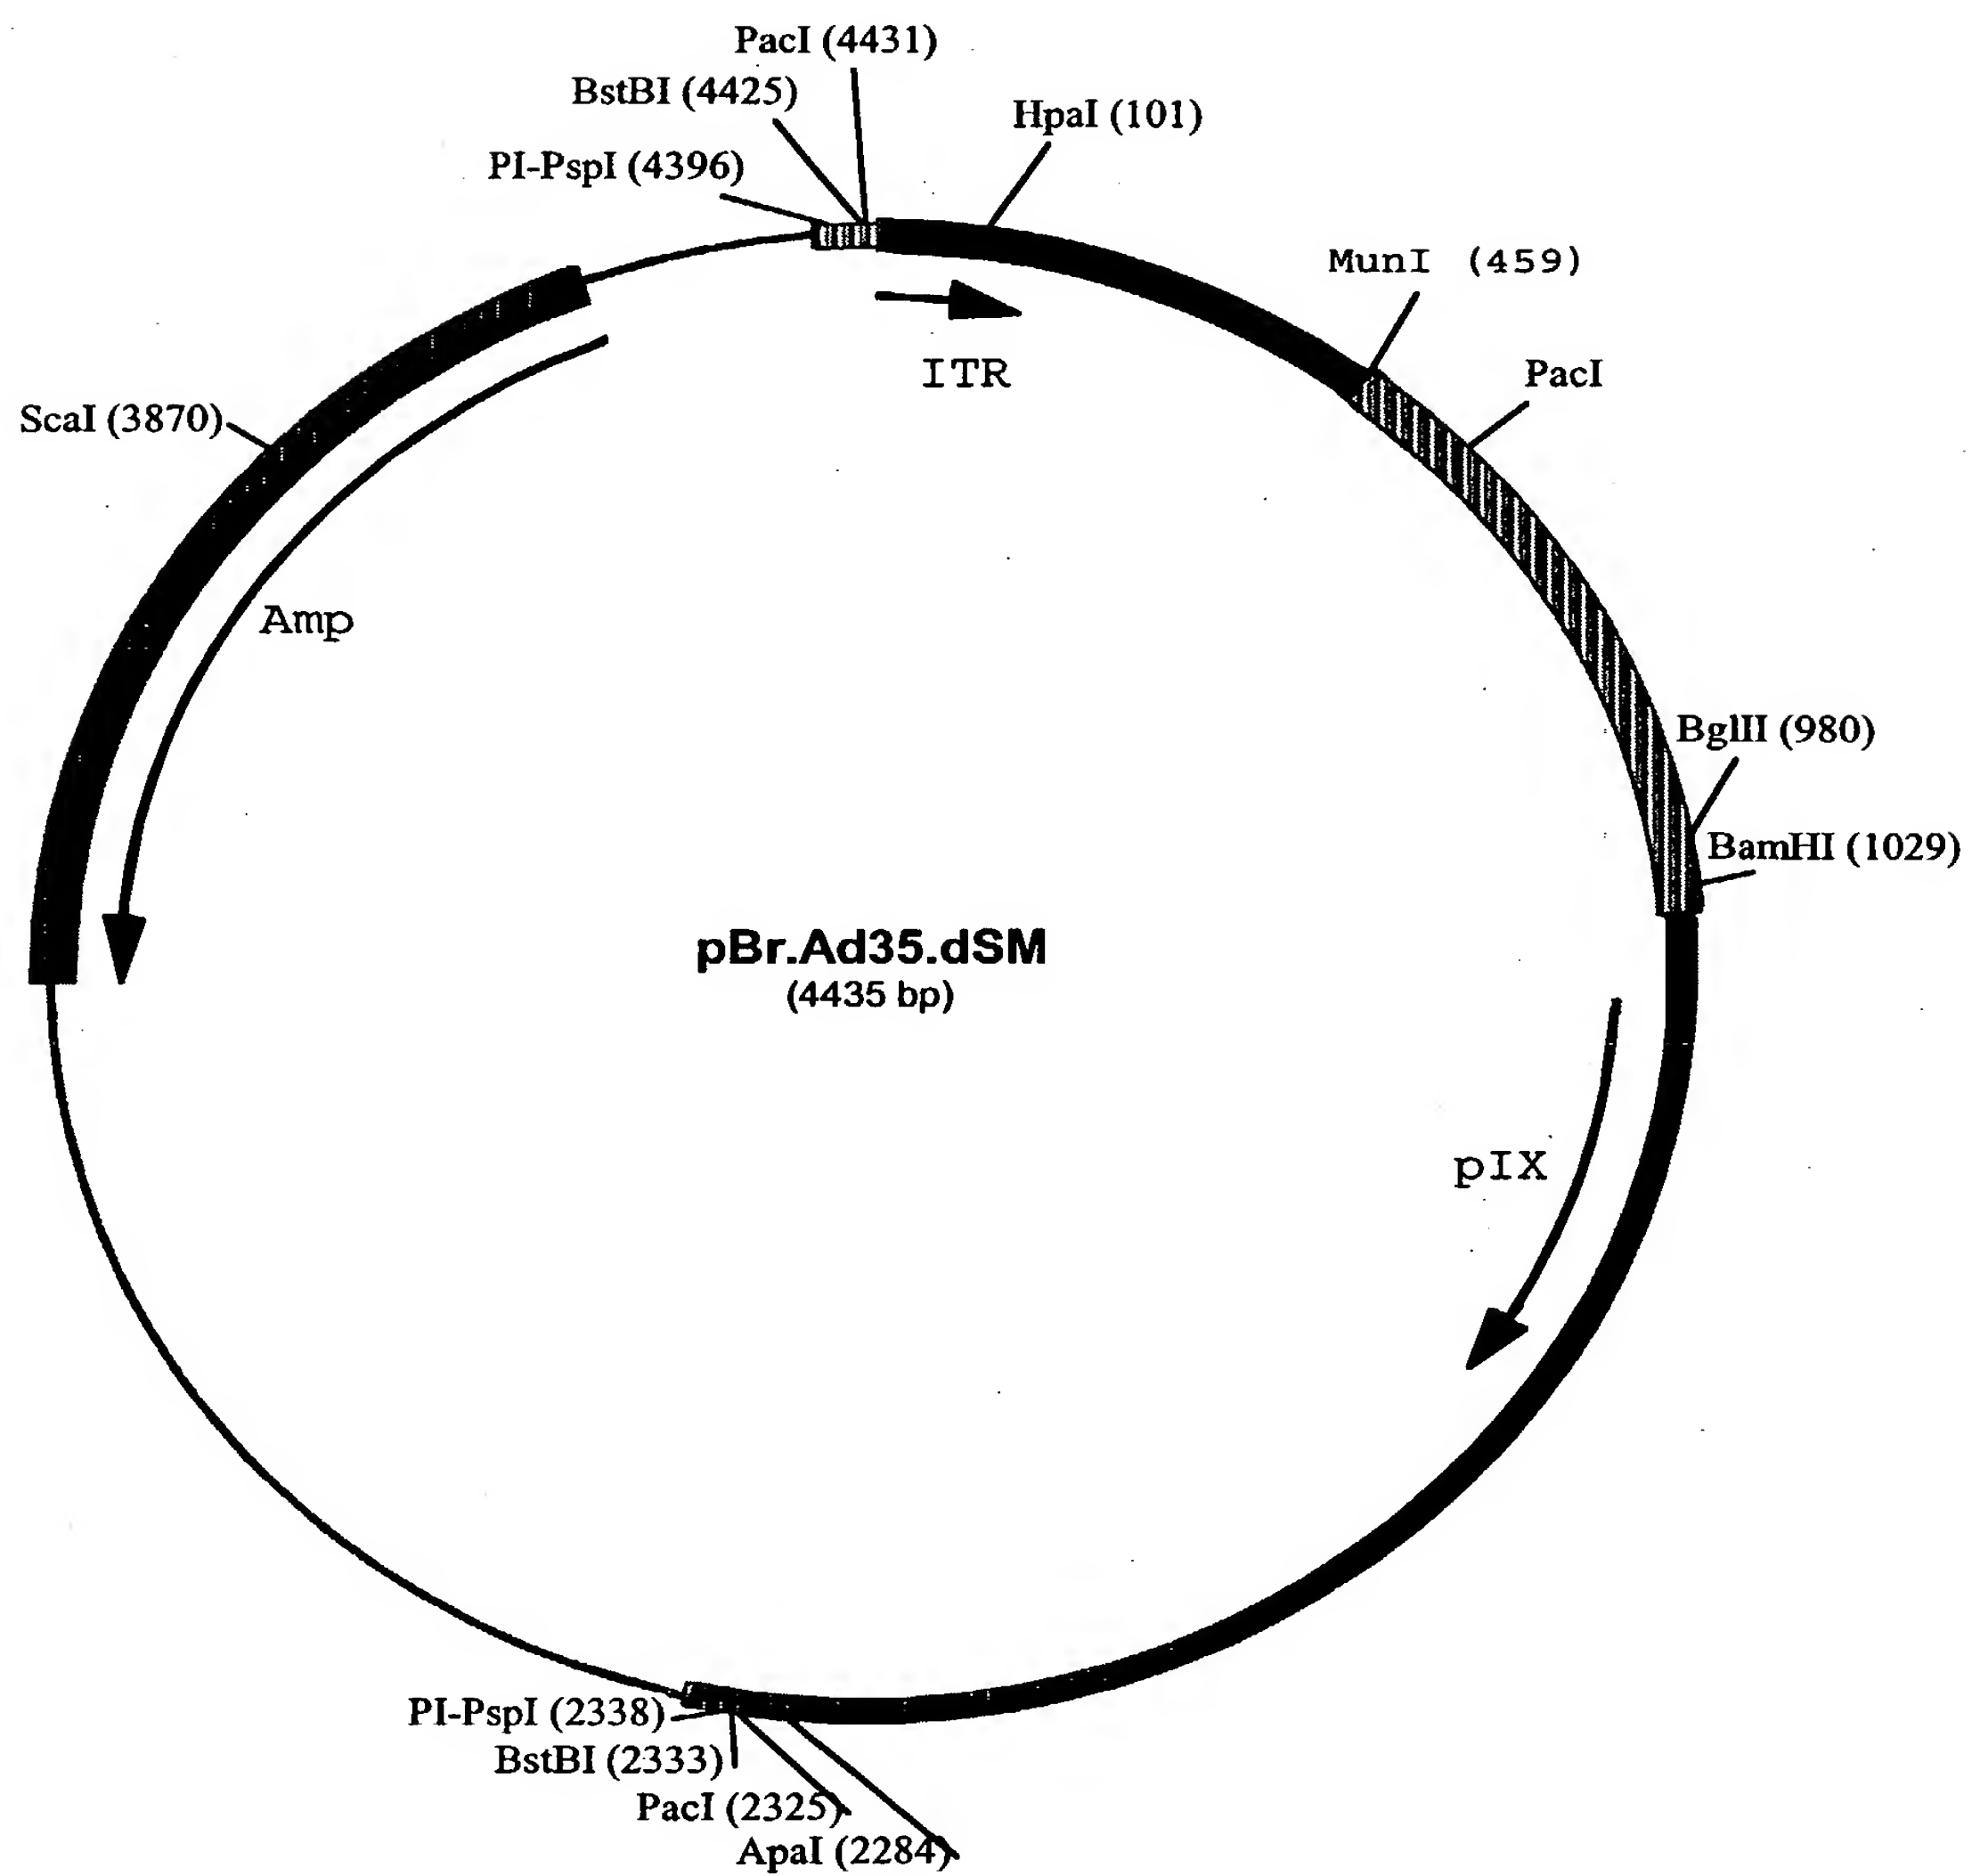 PacI (4431)
BstBI (4425)
HpaI (101)
PI-PspI (4396)
MunI (459)
ITR
PacI
ScaI (3870)
Amp
BglII (980)
BamHI (1029)
pBr.Ad35.dSM
(4435 bp)
pIX
PI-PspI (2338)
BstBI (2333)
PacI (2325)
ApaI (2284)